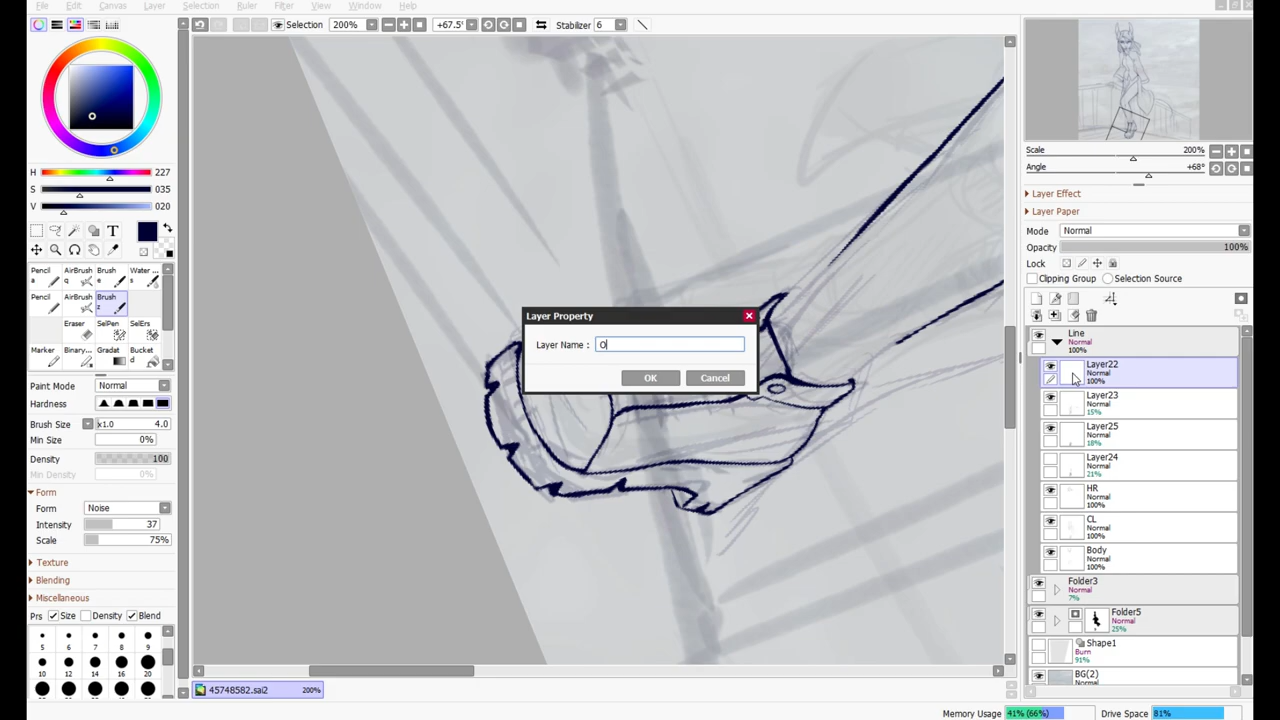 File Edit Canvas Layer Selection Ruler Filter View Window Help
Selection 200% +67.5° Stabilizer 6
H 227
S 035
V 020
T
Pencil AirBrush Brush Water ...
a q e s
Pencil AirBrush Brush
z
Eraser SelPen SelErs
Marker Binary... Gradat Bucket
d
Paint Mode Normal
Hardness
Brush Size x1.0 4.0
Min Size 0%
Density 100
Min Density 0%
Form
Form Noise
Intensity 37
Scale 75%
Texture
Blending
Miscellaneous
Prs Size Density Blend
5 6 7 8 9
10 12 14 16 20
Layer Property
Layer Name : O
OK Cancel
45748582.sai2 200%
Scale 200%
Angle +68°
Layer Effect
Layer Paper
Mode Normal
Opacity 100%
Lock
Clipping Group Selection Source
Line
Normal
100%
Layer22
Normal
100%
Layer23
Normal
15%
Layer25
Normal
18%
Layer24
Normal
21%
HR
Normal
100%
CL
Normal
100%
Body
Normal
100%
Folder3
Normal
7%
Folder5
Normal
25%
Shape1
Burn
91%
BG(2)
Normal
Memory Usage 41% (66%) Drive Space 81%